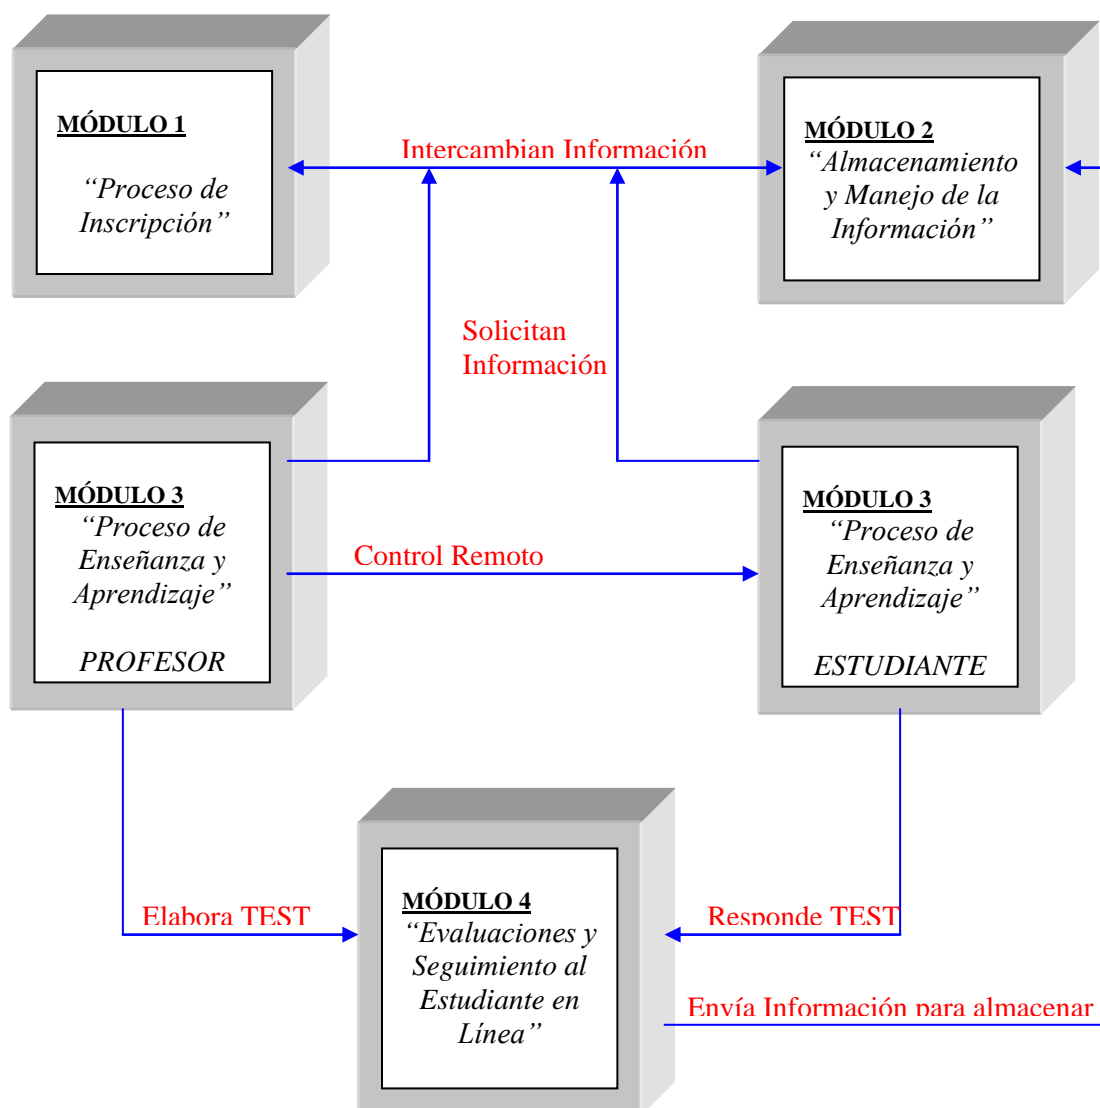 MÓDULO 1
“Proceso de
Inscripción”
Intercambian Información
MÓDULO 2
“Almacenamiento
y Manejo de la
Información”
Solicitan
Información
MÓDULO 3
“Proceso de
Enseñanza y
Aprendizaje”
PROFESOR
Control Remoto
MÓDULO 3
“Proceso de
Enseñanza y
Aprendizaje”
ESTUDIANTE
Elabora TEST
MÓDULO 4
“Evaluaciones y
Seguimiento al
Estudiante en
Línea”
Responde TEST
Envía Información para almacenar